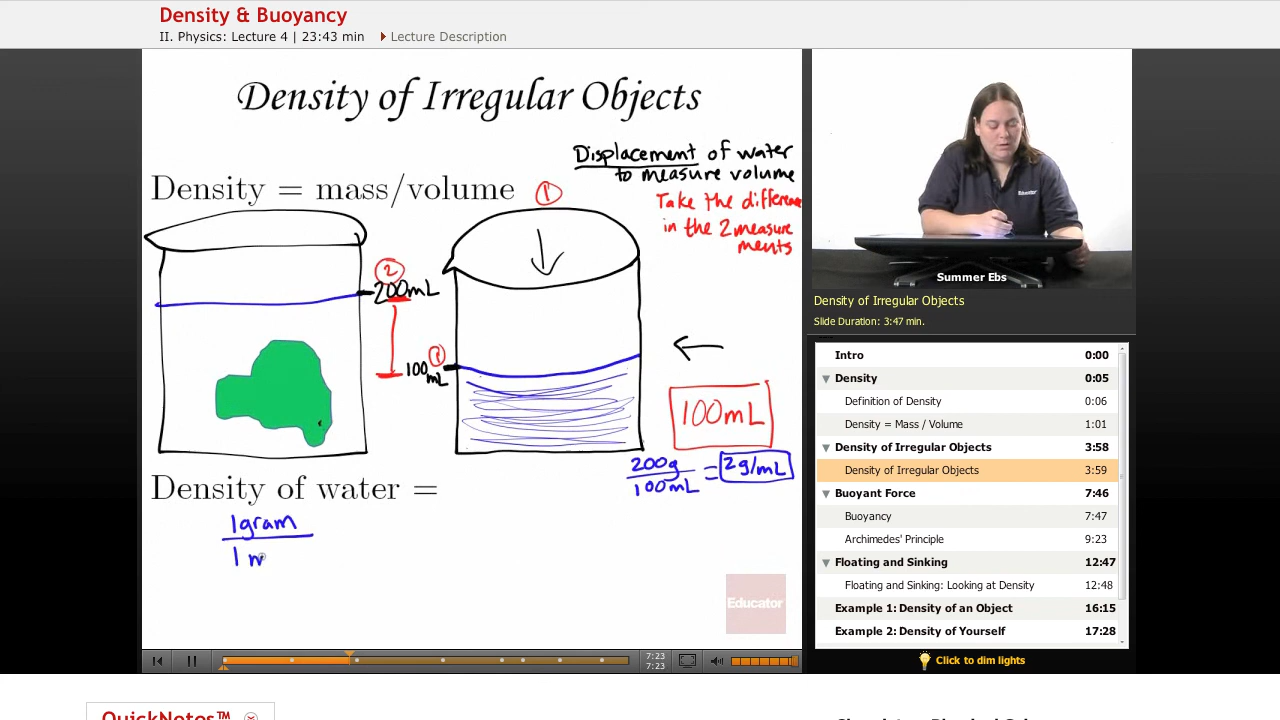 Density & Buoyancy
II. Physics: Lecture 4 | 23:43 min
Lecture Description
Density of Irregular Objects
Displacement of water
to measure volume
Density = mass/volume
1
Take the difference
in the 2 measure
ments
2
200mL
1
100
mL
100mL
200g
100mL
= 2g/mL
Density of water =
1gram
1 m
Educator
7:23
7:23
Summer Ebs
Density of Irregular Objects
Slide Duration: 3:47 min.
Intro 0:00
Density 0:05
Definition of Density 0:06
Density = Mass / Volume 1:01
Density of Irregular Objects 3:58
Density of Irregular Objects 3:59
Buoyant Force 7:46
Buoyancy 7:47
Archimedes' Principle 9:23
Floating and Sinking 12:47
Floating and Sinking: Looking at Density 12:48
Example 1: Density of an Object 16:15
Example 2: Density of Yourself 17:28
Click to dim lights
QuickNotes™